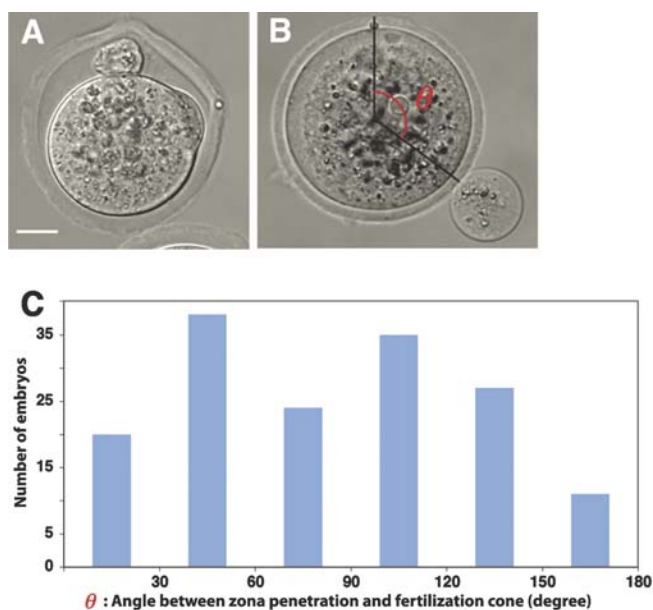 A
B
θ
C
Number of embryos
35
25
15
5
0
30
60
90
120
150
180
θ : Angle between zona penetration and fertilization cone (degree)